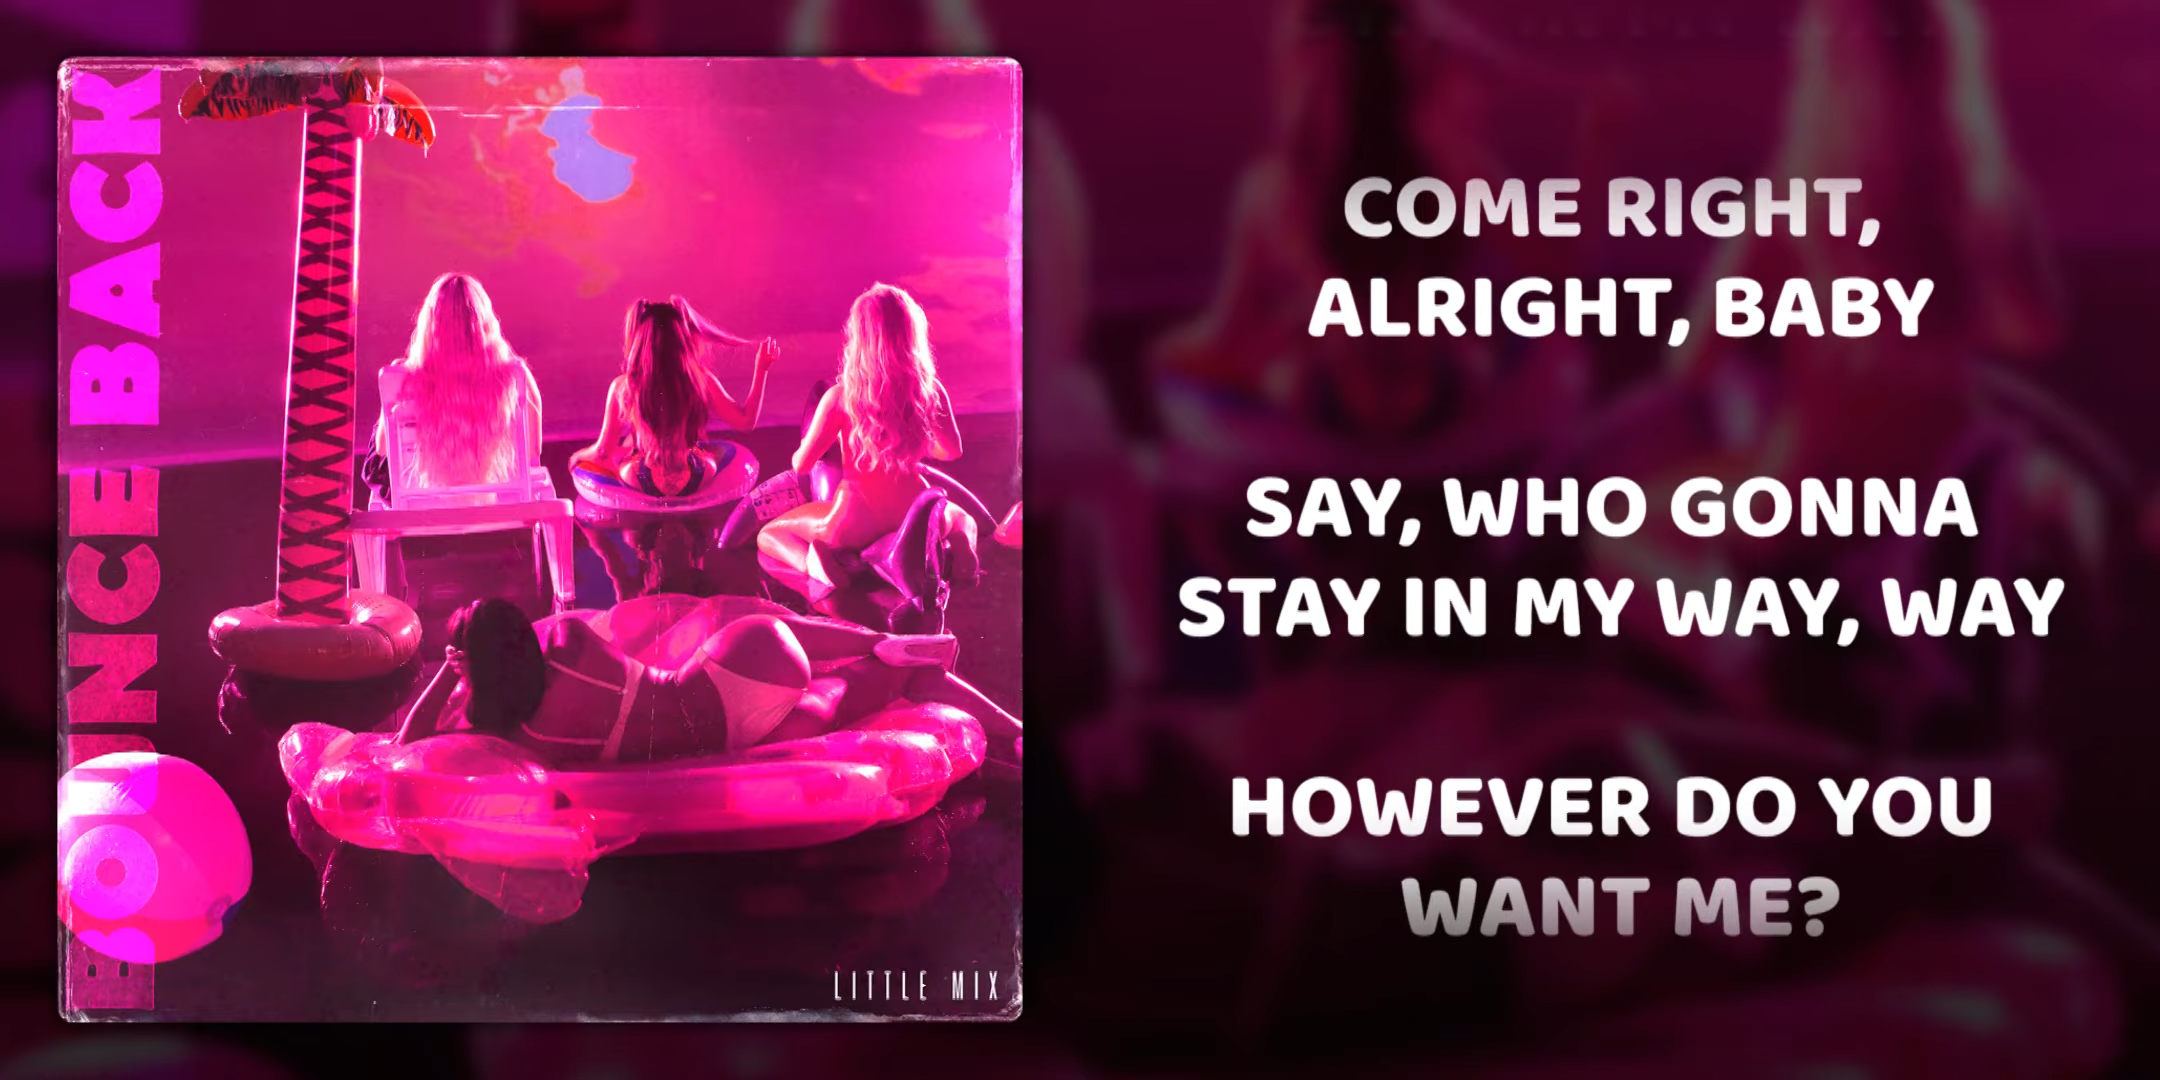 BOUNCE BACK
LITTLE MIX
COME RIGHT,
ALRIGHT, BABY
SAY, WHO GONNA
STAY IN MY WAY, WAY
HOWEVER DO YOU
WANT ME?